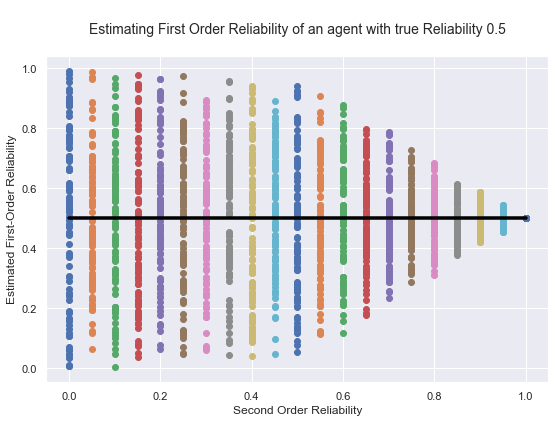 Estimating First Order Reliability of an agent with true Reliability 0.5
Estimated First-Order Reliability
1.0
0.8
0.6
0.4
0.2
0.0
0.0 0.2 0.4 0.6 0.8 1.0
Second Order Reliability